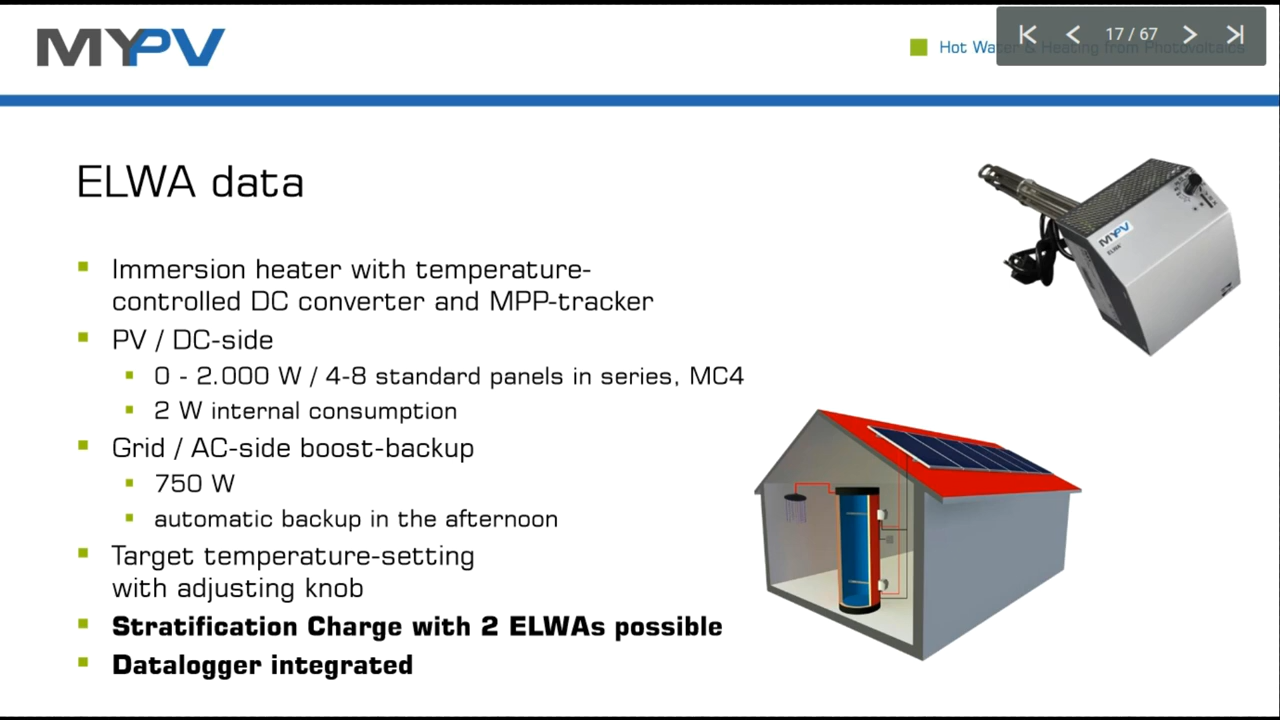 MYPV
Hot Water & Heating from Photovoltaics
17 / 67
ELWA data
Immersion heater with temperature-
controlled DC converter and MPP-tracker
PV / DC-side
0 - 2.000 W / 4-8 standard panels in series, MC4
2 W internal consumption
Grid / AC-side boost-backup
750 W
automatic backup in the afternoon
Target temperature-setting
with adjusting knob
Stratification Charge with 2 ELWAs possible
Datalogger integrated
MYPV
ELWA